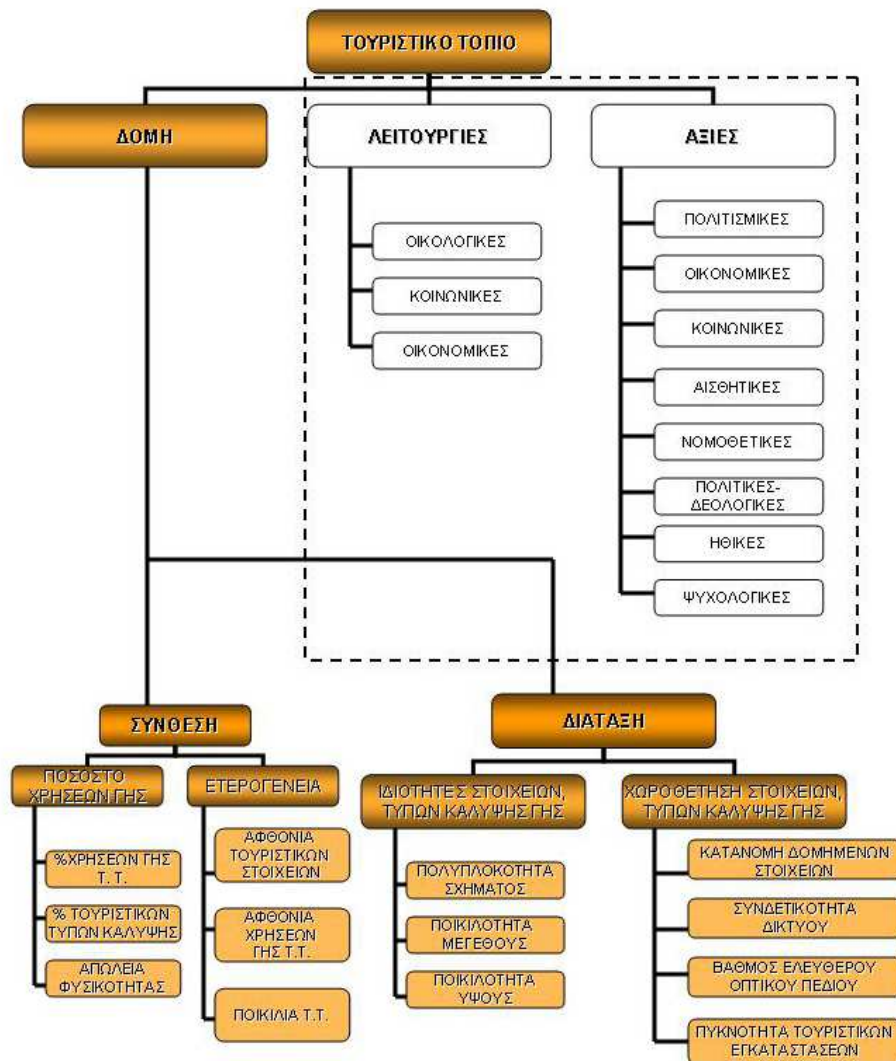 ΤΟΥΡΙΣΤΙΚΟ ΤΟΠΙΟ
ΔΟΜΗ
ΛΕΙΤΟΥΡΓΙΕΣ
ΑΞΙΕΣ
ΟΙΚΟΛΟΓΙΚΕΣ
ΚΟΙΝΩΝΙΚΕΣ
ΟΙΚΟΝΟΜΙΚΕΣ
ΠΟΛΙΤΙΣΜΙΚΕΣ
ΟΙΚΟΝΟΜΙΚΕΣ
ΚΟΙΝΩΝΙΚΕΣ
ΑΙΣΘΗΤΙΚΕΣ
ΝΟΜΟΘΕΤΙΚΕΣ
ΠΟΛΙΤΙΚΕΣ-
ΔΕΟΛΟΓΙΚΕΣ
ΗΘΙΚΕΣ
ΨΥΧΟΛΟΓΙΚΕΣ
ΣΥΝΘΕΣΗ
ΠΟΣΟΣΤΟ
ΧΡΗΣΕΩΝ ΓΗΣ
ΕΤΕΡΟΓΕΝΕΙΑ
%ΧΡΗΣΕΩΝ ΓΗΣ
Τ. Τ.
% ΤΟΥΡΙΣΤΙΚΩΝ
ΤΥΠΩΝ ΚΑΛΥΨΗΣ
ΑΠΩΛΕΙΑ
ΦΥΣΙΚΟΤΗΤΑΣ
ΑΦΘΟΝΙΑ
ΤΟΥΡΙΣΤΙΚΩΝ
ΣΤΟΙΧΕΙΩΝ
ΑΦΘΟΝΙΑ
ΧΡΗΣΕΩΝ
ΓΗΣ Τ.Τ.
ΠΟΙΚΙΛΙΑ Τ.Τ.
ΔΙΑΤΑΞΗ
ΙΔΙΟΤΗΤΕΣ ΣΤΟΙΧΕΙΩΝ,
ΤΥΠΩΝ ΚΑΛΥΨΗΣ ΓΗΣ
ΧΩΡΟΘΕΤΗΣΗ ΣΤΟΙΧΕΙΩΝ,
ΤΥΠΩΝ ΚΑΛΥΨΗΣ ΓΗΣ
ΠΟΛΥΠΛΟΚΟΤΗΤΑ
ΣΧΗΜΑΤΟΣ
ΠΟΙΚΙΛΟΤΗΤΑ
ΜΕΓΕΘΟΥΣ
ΠΟΙΚΙΛΟΤΗΤΑ
ΥΨΟΥΣ
ΚΑΤΑΝΟΜΗ ΔΟΜΗΜΕΝΩΝ
ΣΤΟΙΧΕΙΩΝ
ΣΥΝΔΕΤΙΚΟΤΗΤΑ
ΔΙΚΤΥΟΥ
ΒΑΘΜΟΣ ΕΛΕΥΘΕΡΟΥ
ΟΠΤΙΚΟΥ ΠΕΔΙΟΥ
ΠΥΚΝΟΤΗΤΑ ΤΟΥΡΙΣΤΙΚΩΝ
ΕΓΚΑΤΑΣΤΑΣΕΩΝ